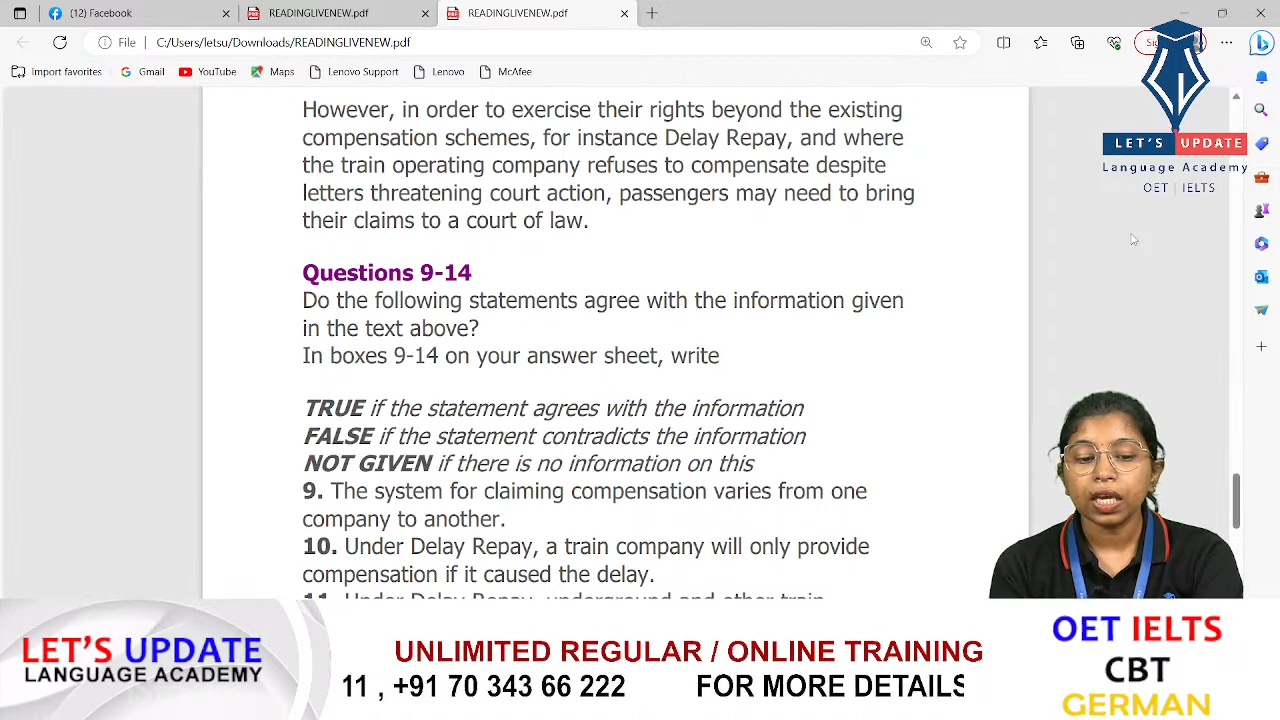 (12) Facebook
READINGLIVENEW.pdf
READINGLIVENEW.pdf
File
C:/Users/letsu/Downloads/READINGLIVENEW.pdf
Import favorites
Gmail
YouTube
Maps
Lenovo Support
Lenovo
McAfee
LET'S UPDATE
Language Academy
OET | IELTS
However, in order to exercise their rights beyond the existing
compensation schemes, for instance Delay Repay, and where
the train operating company refuses to compensate despite
letters threatening court action, passengers may need to bring
their claims to a court of law.
Questions 9-14
Do the following statements agree with the information given
in the text above?
In boxes 9-14 on your answer sheet, write
TRUE if the statement agrees with the information
FALSE if the statement contradicts the information
NOT GIVEN if there is no information on this
9. The system for claiming compensation varies from one
company to another.
10. Under Delay Repay, a train company will only provide
compensation if it caused the delay.
11. Under Delay Repay, underground and other train
LET'S UPDATE
LANGUAGE ACADEMY
UNLIMITED REGULAR / ONLINE TRAINING
11 , +91 70 343 66 222 FOR MORE DETAILS
OET IELTS
CBT
GERMAN